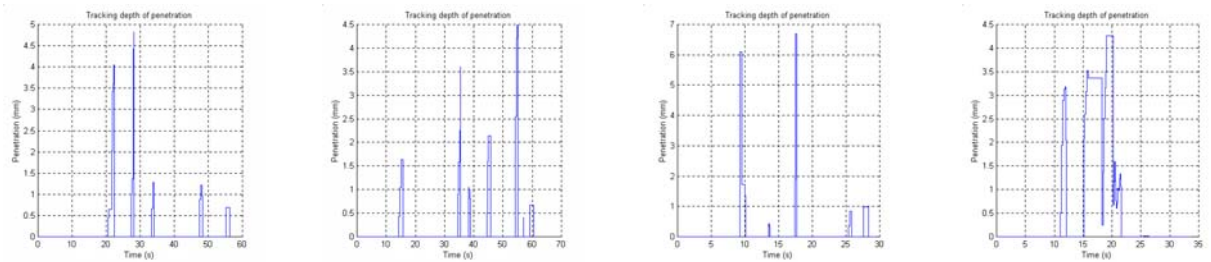 Tracking depth of penetration
5
4.5
4
3.5
3
2.5
2
1.5
1
0.5
0
Penetration (mm)
0 10 20 30 40 50 60
Time (s)
Tracking depth of penetration
4.5
4
3.5
3
2.5
2
1.5
1
0.5
0
Penetration (mm)
0 10 20 30 40 50 60 70
Time (s)
Tracking depth of penetration
7
6
5
4
3
2
1
0
Penetration (mm)
0 5 10 15 20 25 30
Time (s)
Tracking depth of penetration
4.5
4
3.5
3
2.5
2
1.5
1
0.5
0
Penetration (mm)
0 5 10 15 20 25 30 35
Time (s)